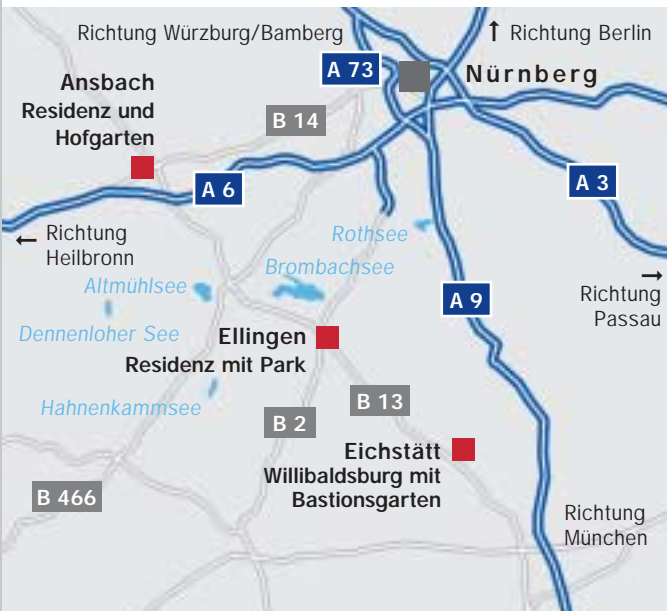 Richtung Würzburg/Bamberg
↑ Richtung Berlin
Ansbach
Residenz und
Hofgarten
A 73
Nürnberg
B 14
A 6
A 3
← Richtung
Heilbronn
Rothsee
Altmühlsee
Brombachsee
→
Richtung
Passau
A 9
Dennenloher See
Ellingen
Residenz mit Park
Hahnenkammsee
B 13
B 2
Eichstätt
Willibaldsburg mit
Bastionsgarten
B 466
Richtung
München